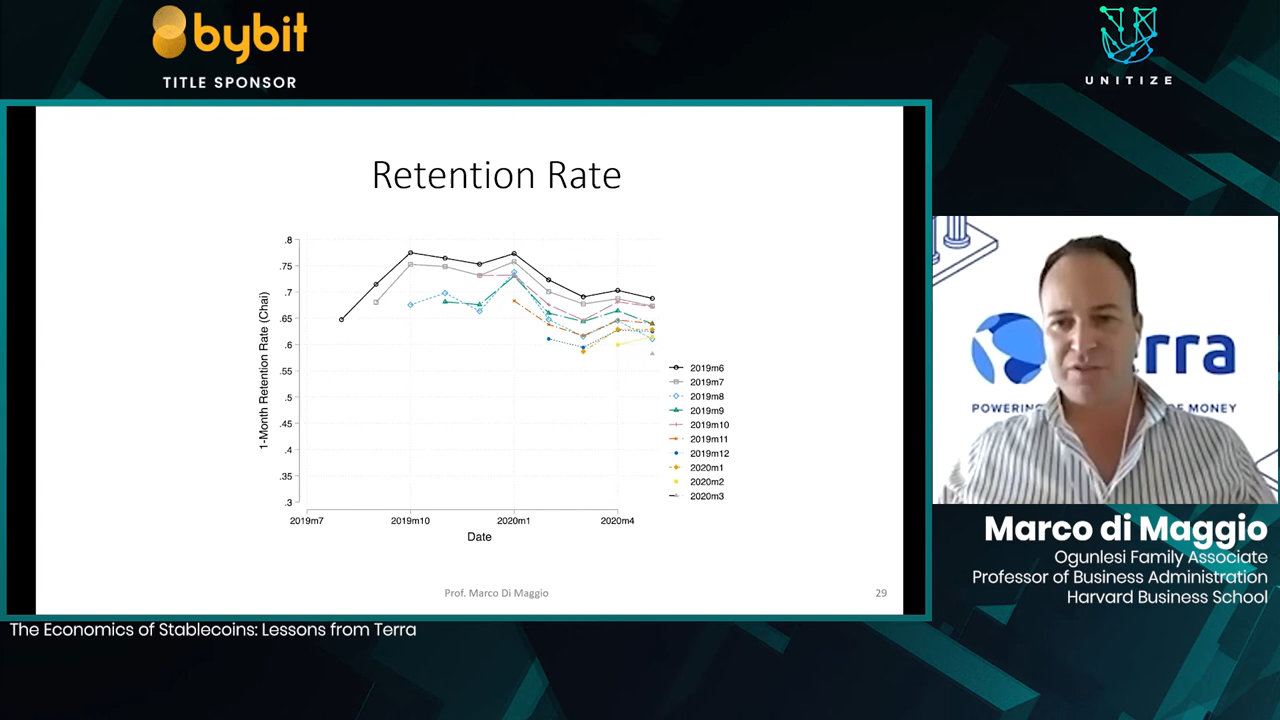 bybit
TITLE SPONSOR
UNITIZE
Retention Rate
1-Month Retention Rate (Chai)
.8
.75
.7
.65
.6
.55
.5
.45
.4
.35
.3
2019m7
2019m10
2020m1
2020m4
Date
2019m6
2019m7
2019m8
2019m9
2019m10
2019m11
2019m12
2020m1
2020m2
2020m3
Prof. Marco Di Maggio
29
rra
POWERING
OF MONEY
Marco di Maggio
Ogunlesi Family Associate
Professor of Business Administration
Harvard Business School
The Economics of Stablecoins: Lessons from Terra